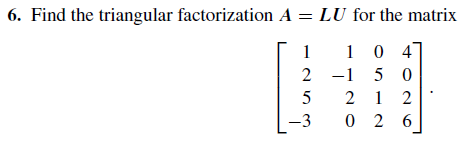 6. Find the triangular factorization A = LU for the matrix
1 1 0 4
2 −1 5 0
5 2 1 2
−3 0 2 6
.